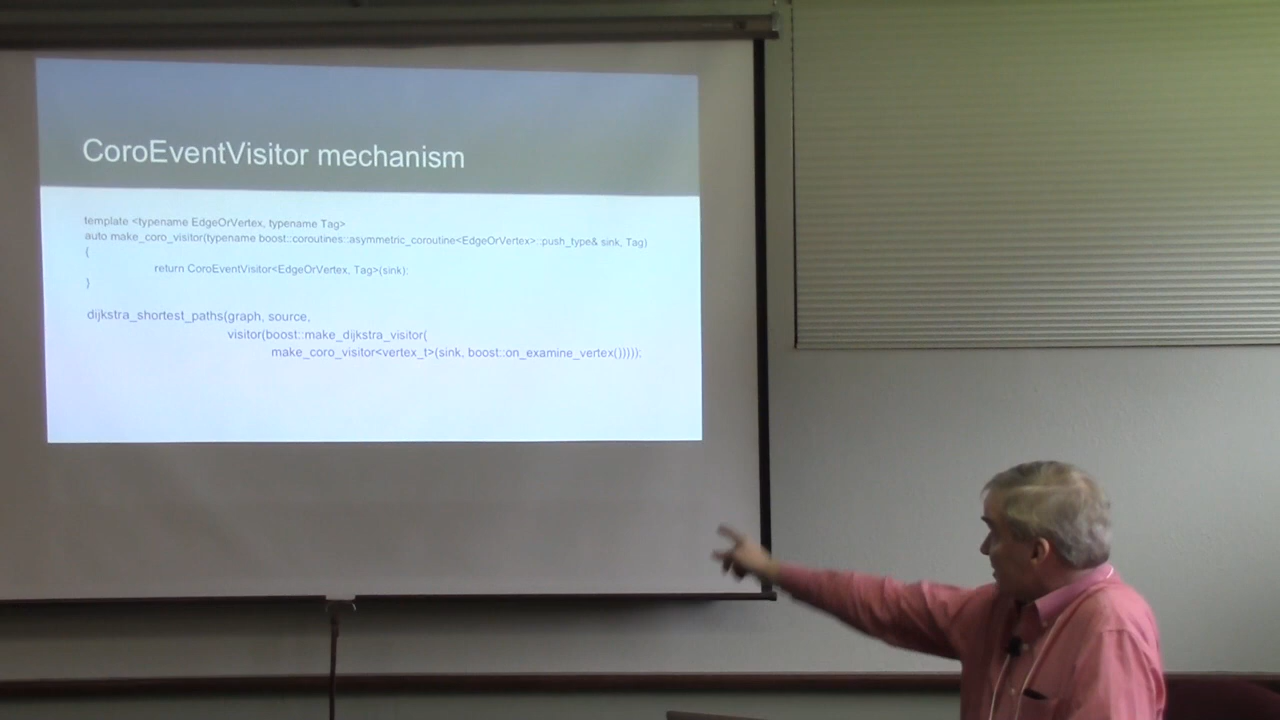 CoroEventVisitor mechanism
template <typename EdgeOrVertex, typename Tag>
auto make_coro_visitor(typename boost::coroutines::asymmetric_coroutine<EdgeOrVertex>::push_type& sink, Tag)
{
return CoroEventVisitor<EdgeOrVertex, Tag>(sink);
}
dijkstra_shortest_paths(graph, source,
visitor(boost::make_dijkstra_visitor(
make_coro_visitor<vertex_t>(sink, boost::on_examine_vertex()))));